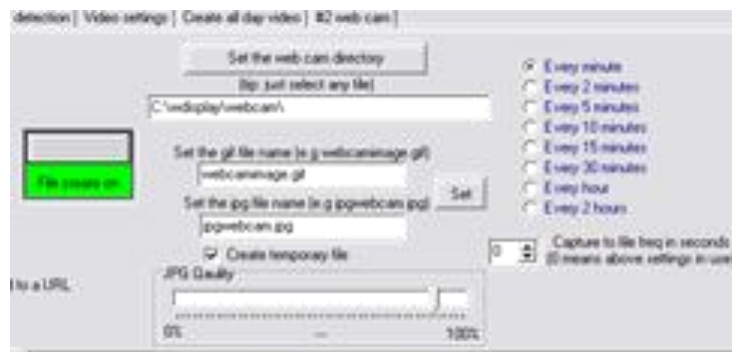 detection | Video settings | Create all day video | #2 web cam |
Set the web cam directory
(tip: just select any file)
C:\wdisplay\webcam\
File create on
Set the gif file name (e.g webcamimage.gif)
webcamimage.gif
Set
Set the jpg file name (e.g jpgwebcam.jpg)
jpgwebcam.jpg
Create temporary file
Every minute
Every 2 minutes
Every 5 minutes
Every 10 minutes
Every 15 minutes
Every 30 minutes
Every hour
Every 2 hours
0
Capture to file freq in seconds
(0 means above settings in use)
to a URL
JPG Qaulity
0%
...
100%